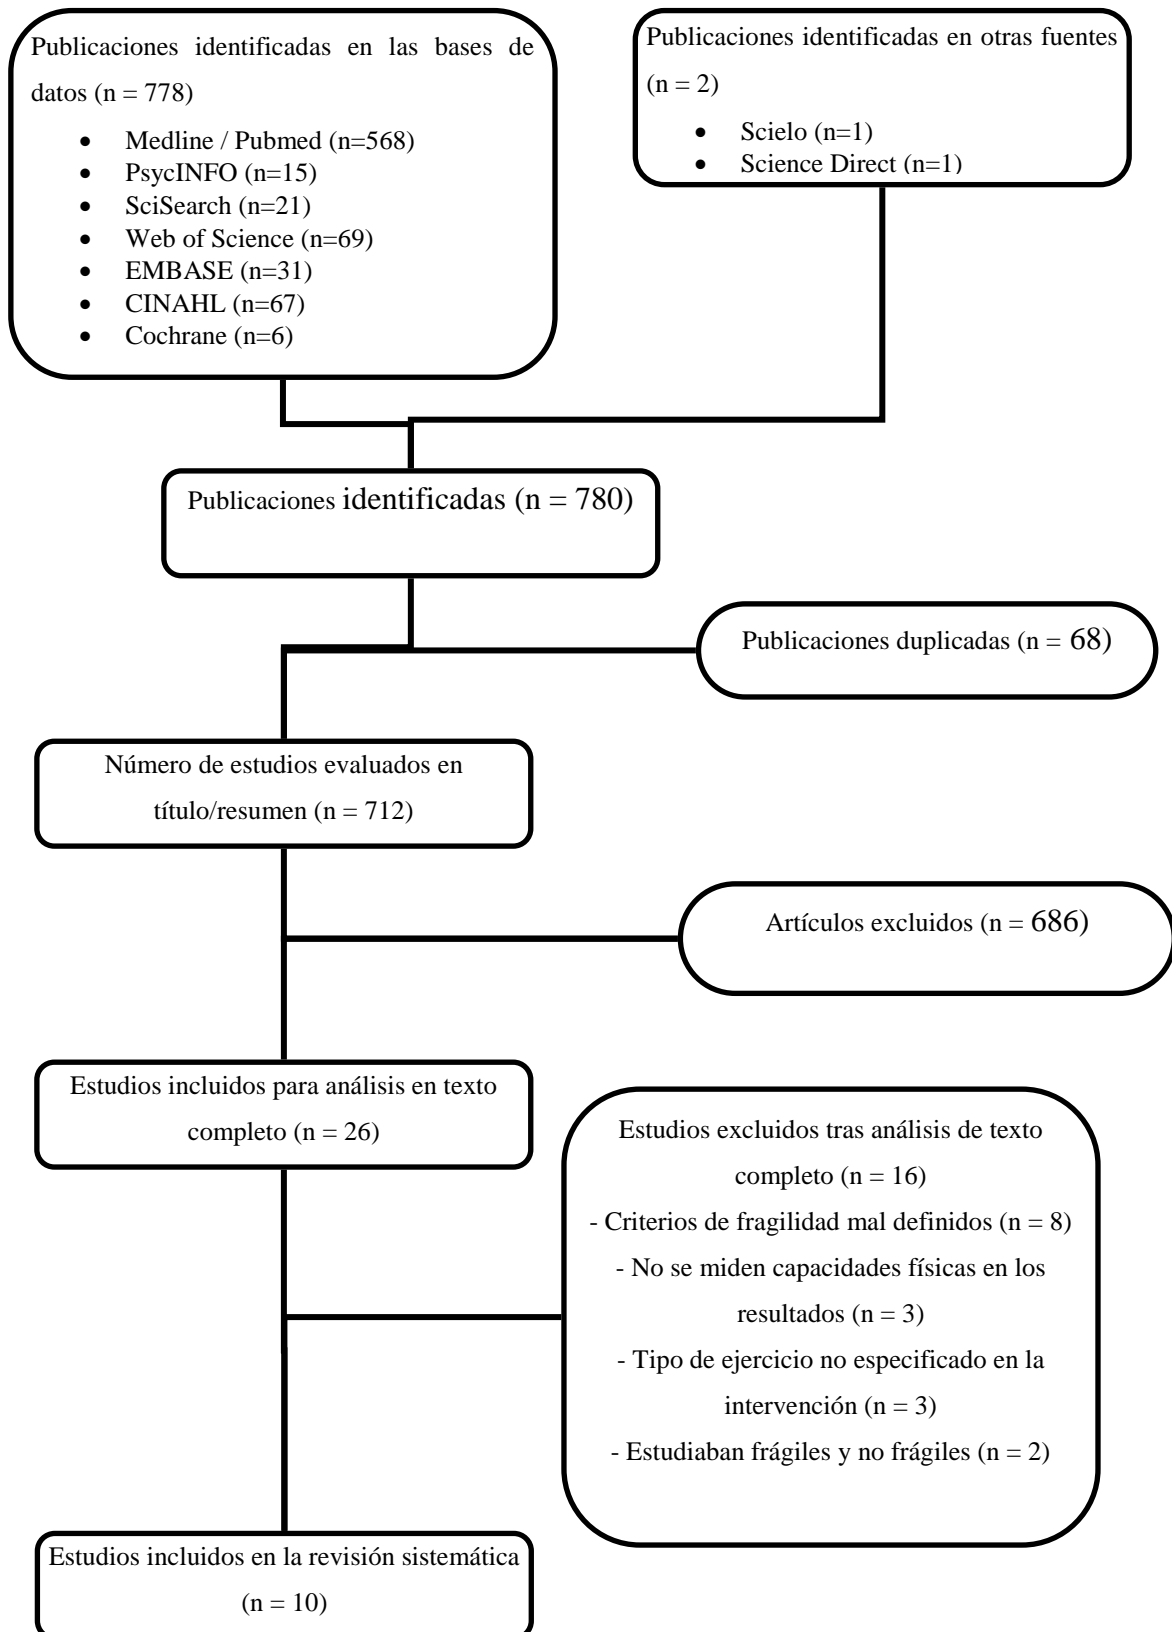 Publicaciones identificadas en las bases de
datos (n = 778)
• Medline / Pubmed (n=568)
• PsycINFO (n=15)
• SciSearch (n=21)
• Web of Science (n=69)
• EMBASE (n=31)
• CINAHL (n=67)
• Cochrane (n=6)
Publicaciones identificadas en otras fuentes
(n = 2)
• Scielo (n=1)
• Science Direct (n=1)
Publicaciones identificadas (n = 780)
Publicaciones duplicadas (n = 68)
Número de estudios evaluados en
título/resumen (n = 712)
Artículos excluidos (n = 686)
Estudios incluidos para análisis en texto
completo (n = 26)
Estudios excluidos tras análisis de texto
completo (n = 16)
- Criterios de fragilidad mal definidos (n = 8)
- No se miden capacidades físicas en los
resultados (n = 3)
- Tipo de ejercicio no especificado en la
intervención (n = 3)
- Estudiaban frágiles y no frágiles (n = 2)
Estudios incluidos en la revisión sistemática
(n = 10)